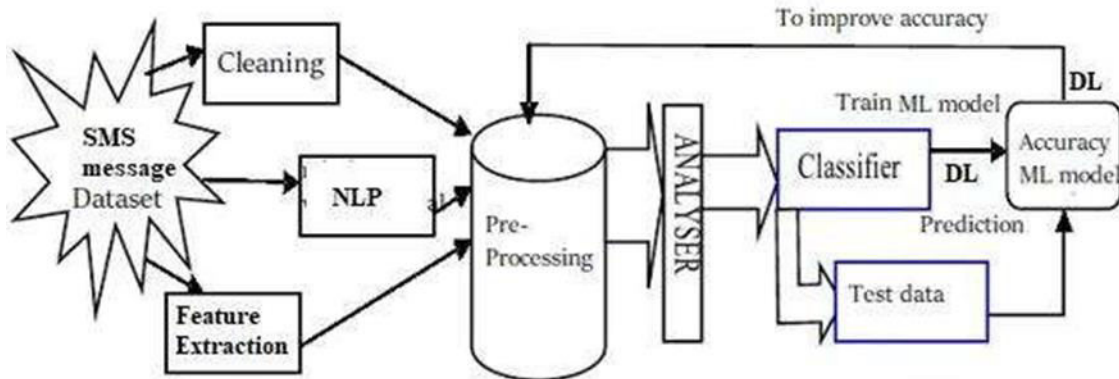 To improve accuracy
Cleaning
DL
SMS
message
Dataset
Train ML model
ANALYSER
Classifier
DL
Accuracy
ML model
NLP
Pre-
Processing
Prediction
Test data
Feature
Extraction